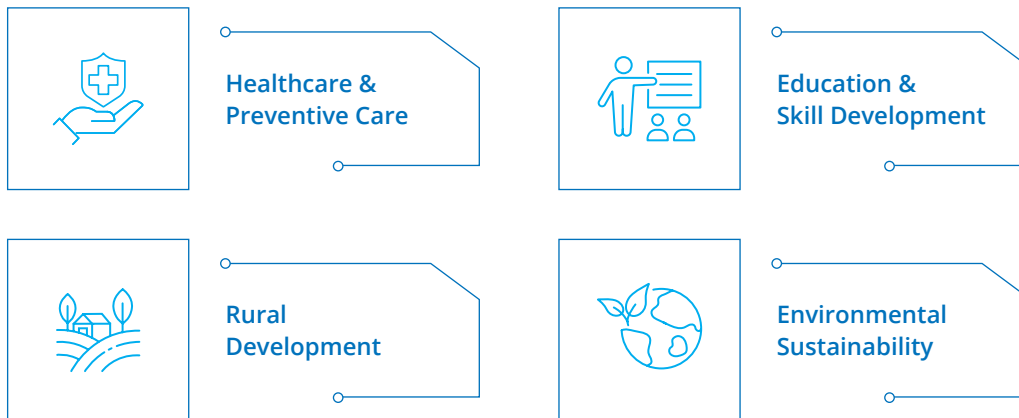 Healthcare &
Preventive Care
Education &
Skill Development
Rural
Development
Environmental
Sustainability